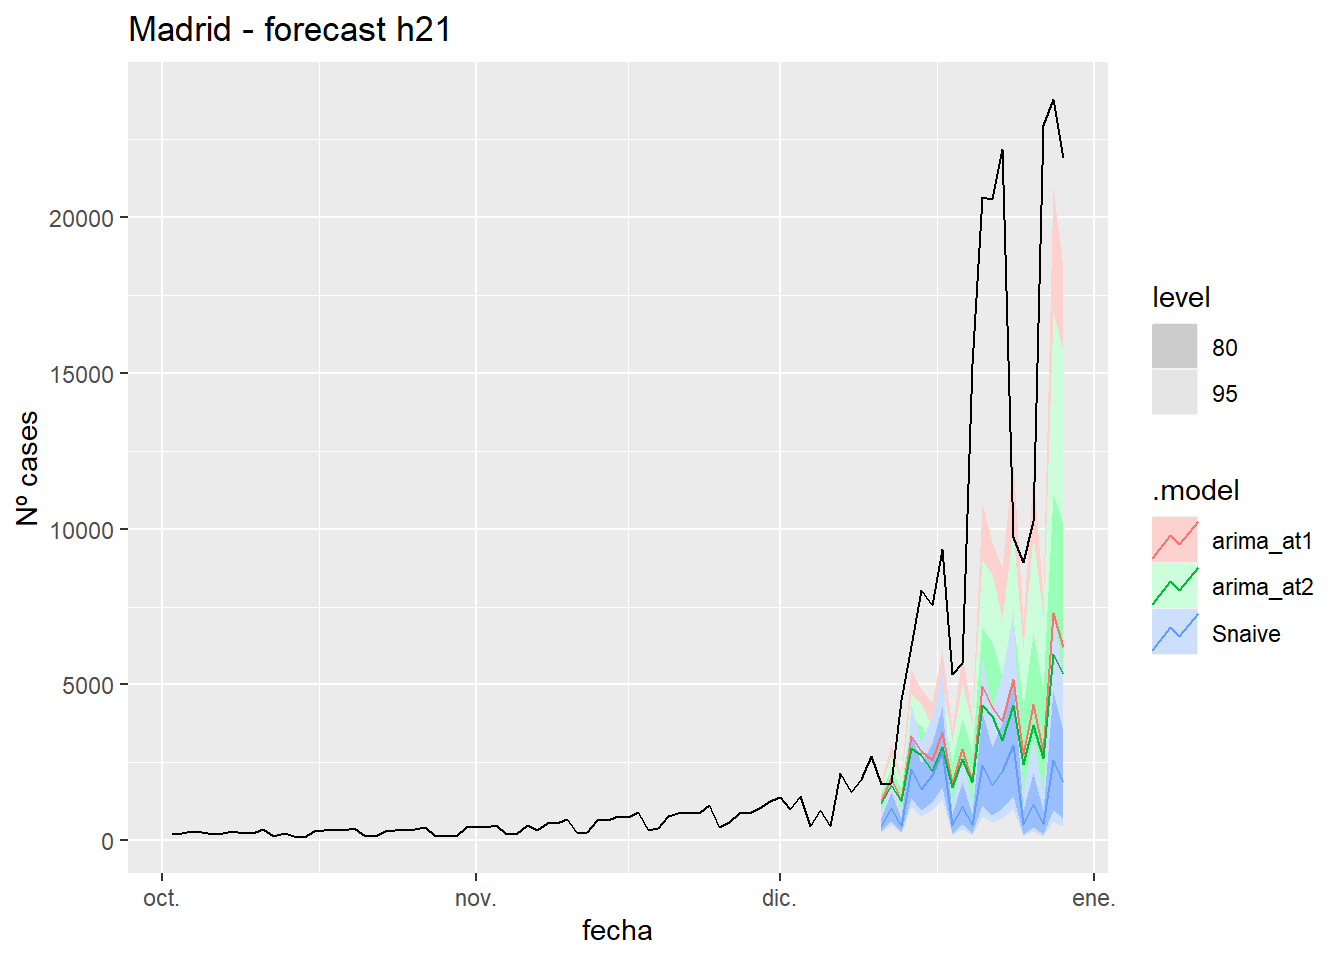 Madrid - forecast h21
Nº cases
20000
15000
10000
5000
0
oct.
nov.
dic.
ene.
fecha
level
80
95
.model
arima_at1
arima_at2
Snaive